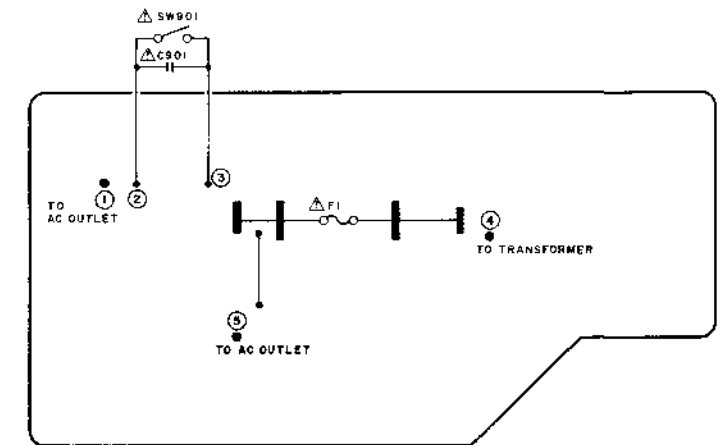 SW901
C901
3
1
2
TO
AC OUTLET
F1
4
TO TRANSFORMER
5
TO AC OUTLET